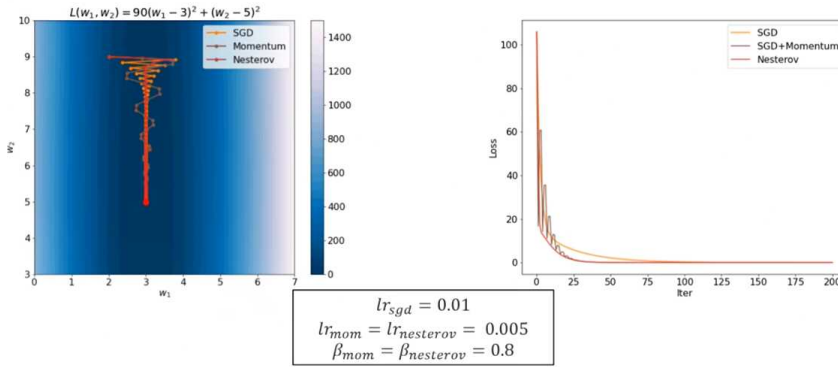 L(w₁, w₂) = 90(w₁−3)² + (w₂−5)²
10
9
8
7
6
5
4
3
w₂
0 1 2 3 4 5 6 7
w₁
SGD
Momentum
Nesterov
1400
1200
1000
800
600
400
200
0
100
80
60
40
20
0
Loss
0 25 50 75 100 125 150 175 200
Iter
SGD
SGD+Momentum
Nesterov
lr_sgd = 0.01
lr_mom = lr_nesterov = 0.005
β_mom = β_nesterov = 0.8